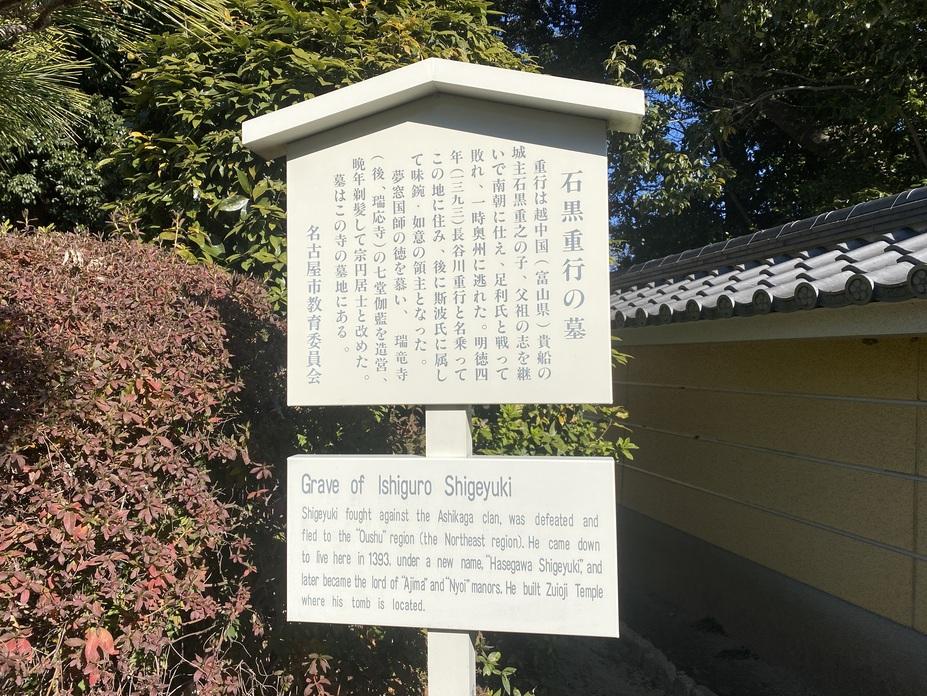 石黒重行の墓
重行は越中国（富山県）貴船の
城主石黒重之の子、父祖の志を継
いで南朝に仕え、足利氏と戦って
敗れ、一時奥州に逃れた。明徳四
年（一三九三）長谷川重行と名乗って
この地に住み、後に斯波氏に属し
て味鋺・如意の領主となった。
夢窓国師の徳を慕い、瑞竜寺
（後、瑞応寺）の七堂伽藍を造営、
晩年剃髪して宗円居士と改めた。
墓はこの寺の墓地にある。
名古屋市教育委員会
Grave of Ishiguro Shigeyuki
Shigeyuki fought against the Ashikaga clan, was defeated and
fled to the "Oushu" region (the Northeast region). He came down
to live here in 1393, under a new name, "Hasegawa Shigeyuki", and
later became the lord of "Ajima" and "Nyoi" manors. He built Zuioji Temple
where his tomb is located.